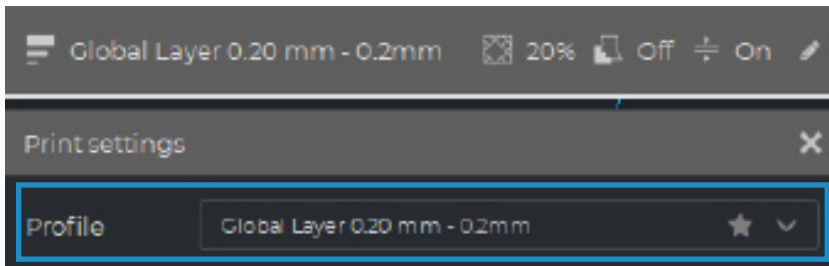 Global Layer 0.20 mm - 0.2mm 20% Off On
Print settings
Profile Global Layer 0.20 mm - 0.2mm